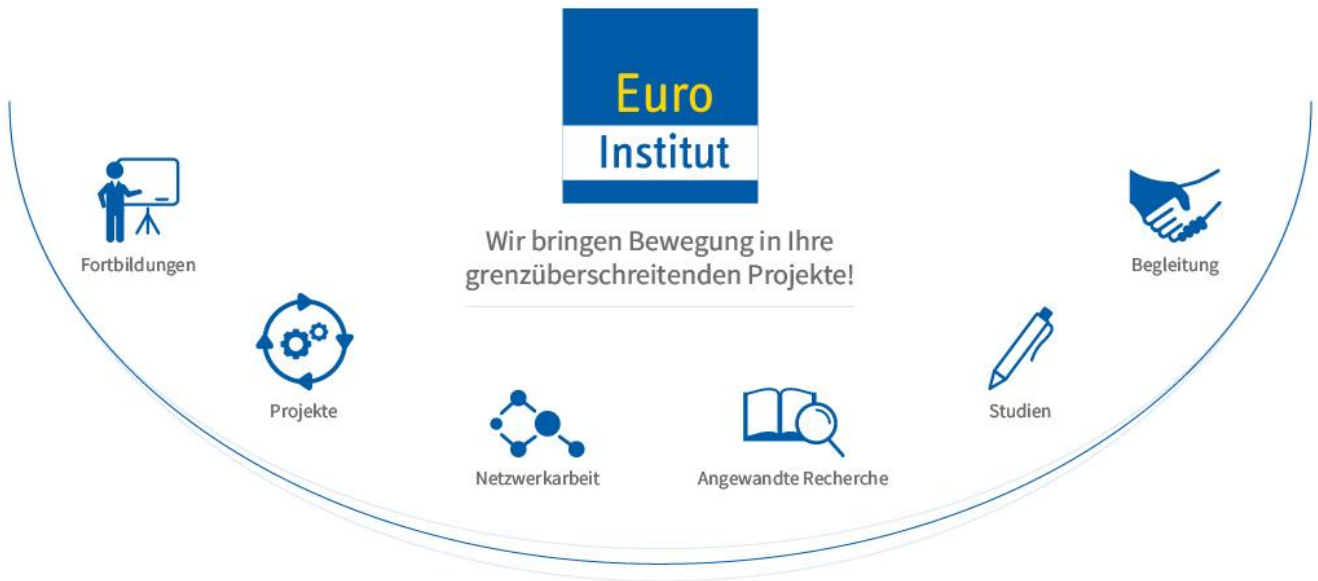 Euro
Institut
Wir bringen Bewegung in Ihre
grenzüberschreitenden Projekte!
Fortbildungen
Projekte
Netzwerkarbeit
Angewandte Recherche
Studien
Begleitung